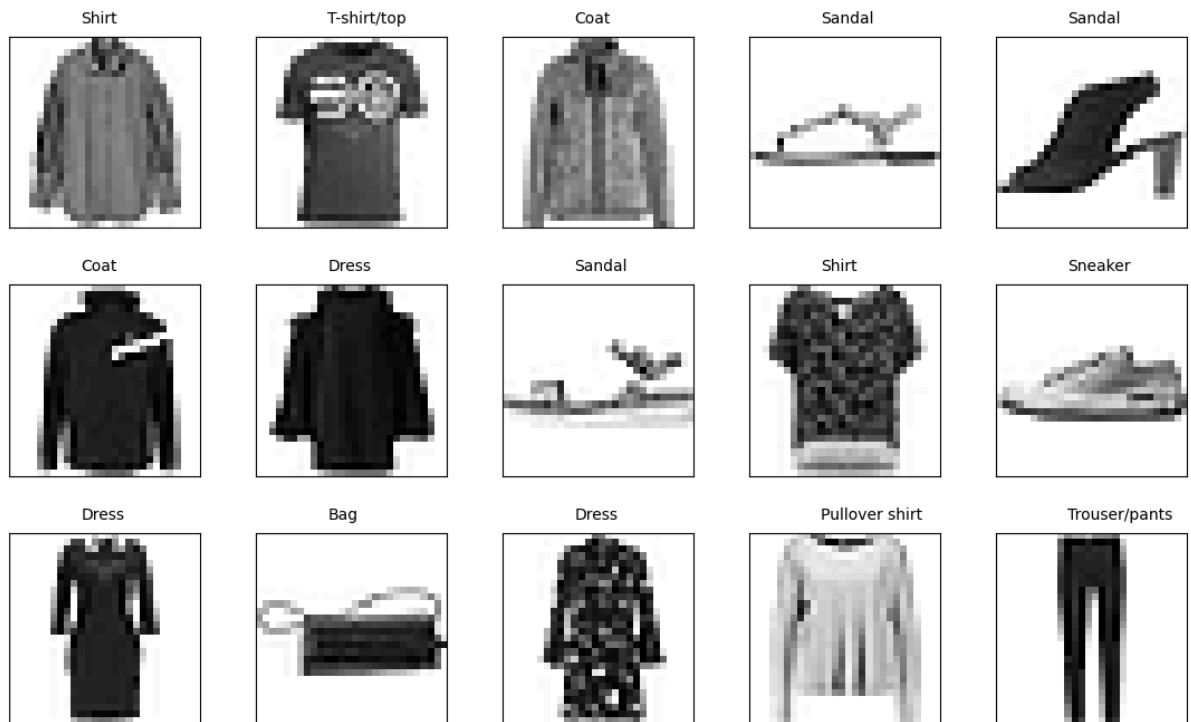 Shirt
T-shirt/top
Coat
Sandal
Sandal
Coat
Dress
Sandal
Shirt
Sneaker
Dress
Bag
Dress
Pullover shirt
Trouser/pants